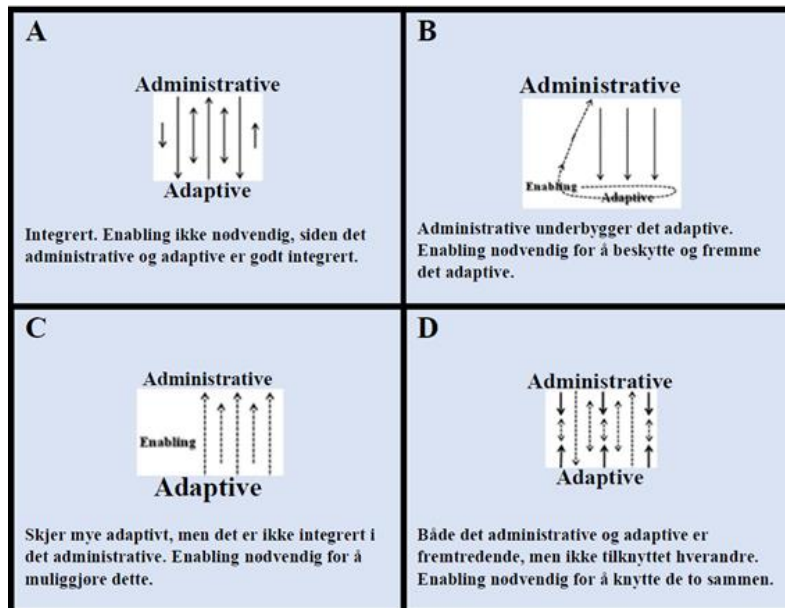 A
Administrative
Adaptive
Integrert. Enabling ikke nødvendig, siden det
administrative og adaptive er godt integrert.
B
Administrative
Enabling
Adaptive
Administrative underbygger det adaptive.
Enabling nødvendig for å beskytte og fremme
det adaptive.
C
Administrative
Enabling
Adaptive
Skjer mye adaptivt, men det er ikke integrert i
det administrative. Enabling nødvendig for å
muliggjøre dette.
D
Administrative
Adaptive
Både det administrative og adaptive er
fremtredende, men ikke tilknyttet hverandre.
Enabling nødvendig for å knytte de to sammen.